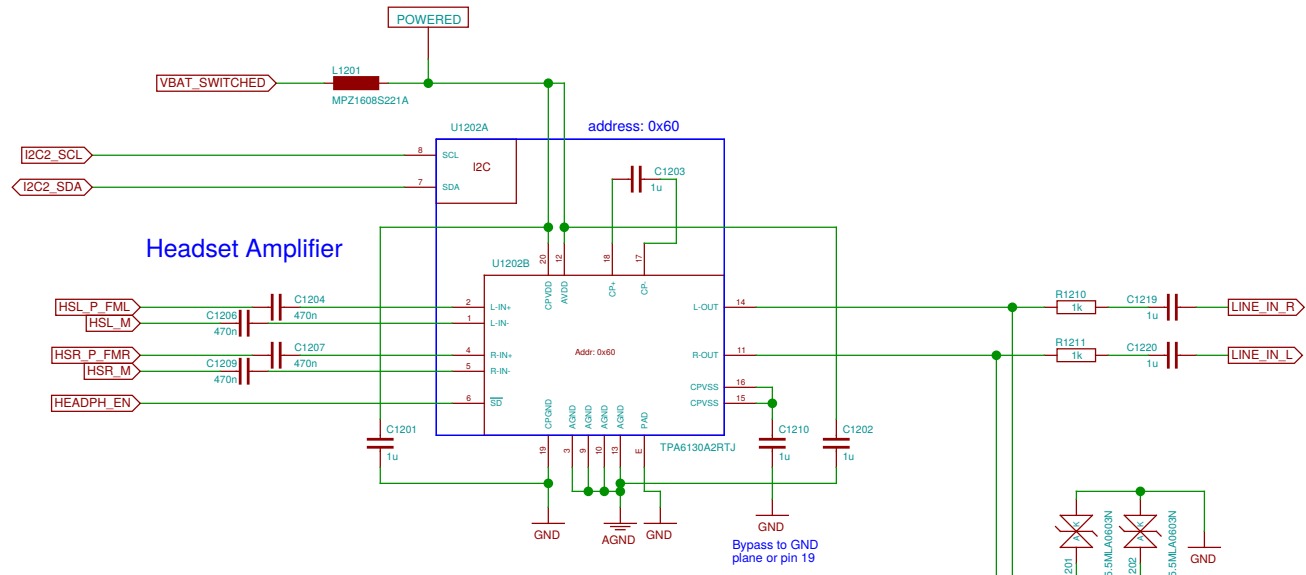 POWERED
L1201
VBAT_SWITCHED
MPZ1608S221A
U1202A
address: 0x60
I2C2_SCL
8
SCL
I2C
C1203
1u
I2C2_SDA
7
SDA
Headset Amplifier
20
12
18
17
U1202B
CPVDD
AVDD
CP+
CP-
HSL_P_FML
C1204
470n
2
L-IN+
L-OUT
14
R1210
1k
C1219
1u
LINE_IN_R
HSL_M
C1206
470n
1
L-IN-
HSR_P_FMR
C1207
470n
4
R-IN+
Addr: 0x60
R-OUT
11
R1211
1k
C1220
1u
LINE_IN_L
HSR_M
C1209
470n
5
R-IN-
CPVSS
16
HEADPH_EN
6
SD
CPVSS
15
CPGND
AGND
AGND
AGND
AGND
PAD
C1201
1u
19
3
9
10
13
E
TPA6130A2RTJ
C1210
1u
C1202
1u
GND
AGND
GND
GND
Bypass to GND
plane or pin 19
A
K
A
K
5.5MLA0603N
GND
201
202